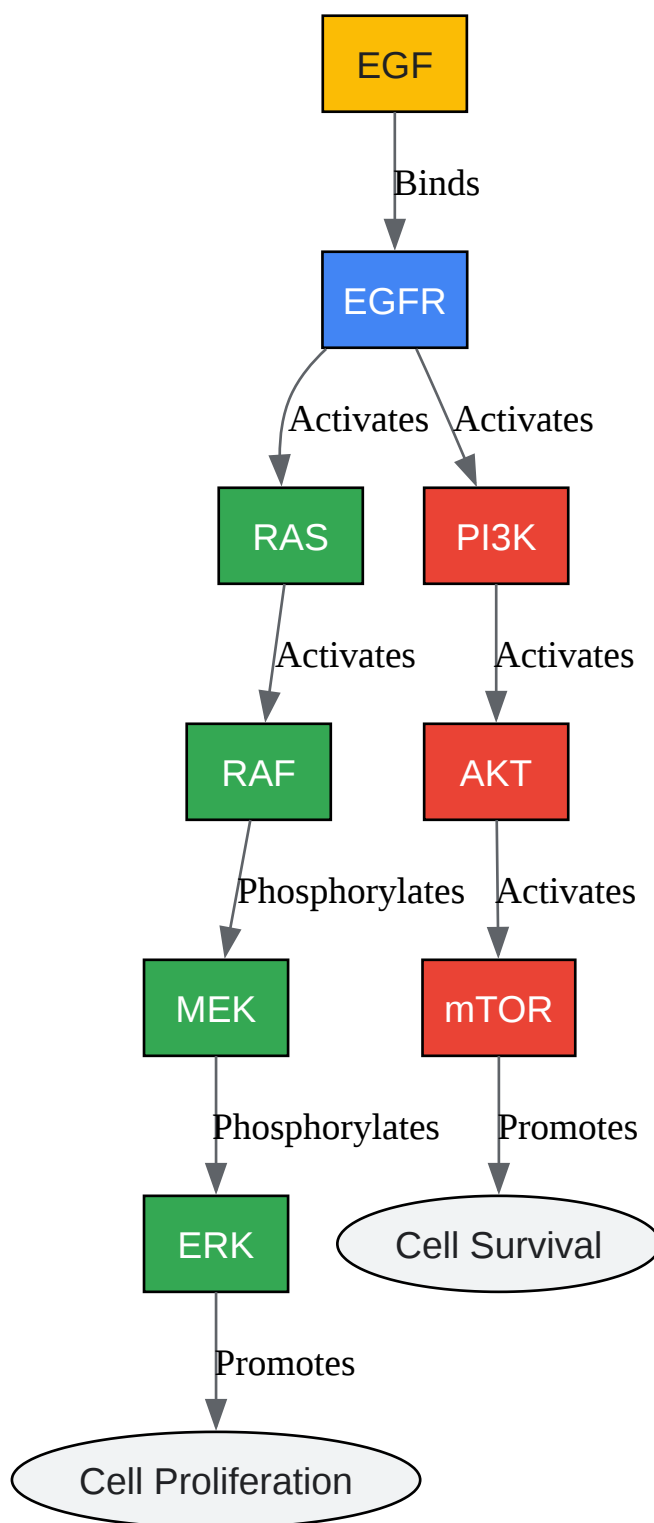 EGF
Binds
EGFR
Activates
Activates
RAS
PI3K
Activates
Activates
RAF
AKT
Phosphorylates
Activates
MEK
mTOR
Phosphorylates
Promotes
ERK
Cell Survival
Promotes
Cell Proliferation